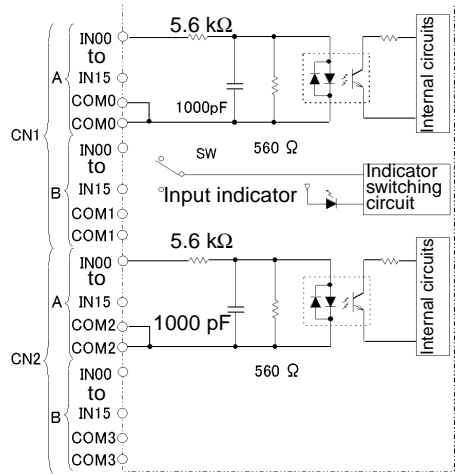 5.6 kΩ
IN00
to
A
IN15
COM0
1000pF
COM0
560 Ω
Internal circuits
CN1
IN00
to
SW
B
IN15
Input indicator
COM1
COM1
Indicator
switching
circuit
5.6 kΩ
IN00
to
A
IN15
COM2
1000 pF
COM2
560 Ω
Internal circuits
CN2
IN00
to
B
IN15
COM3
COM3